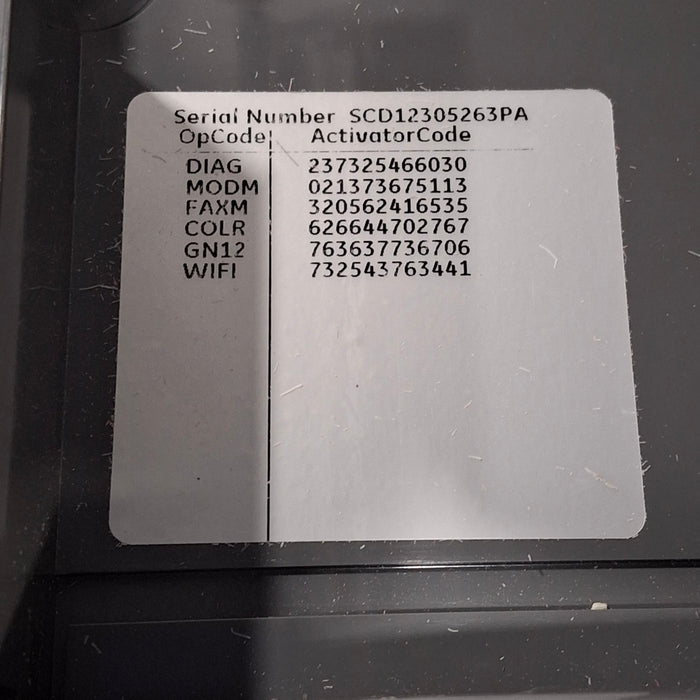 Serial Number SCD12305263PA
OpCode ActivatorCode
DIAG 237325466030
MODM 021373675113
FAXM 320562416535
COLR 626644702767
GN12 763637736706
WIFI 732543763441